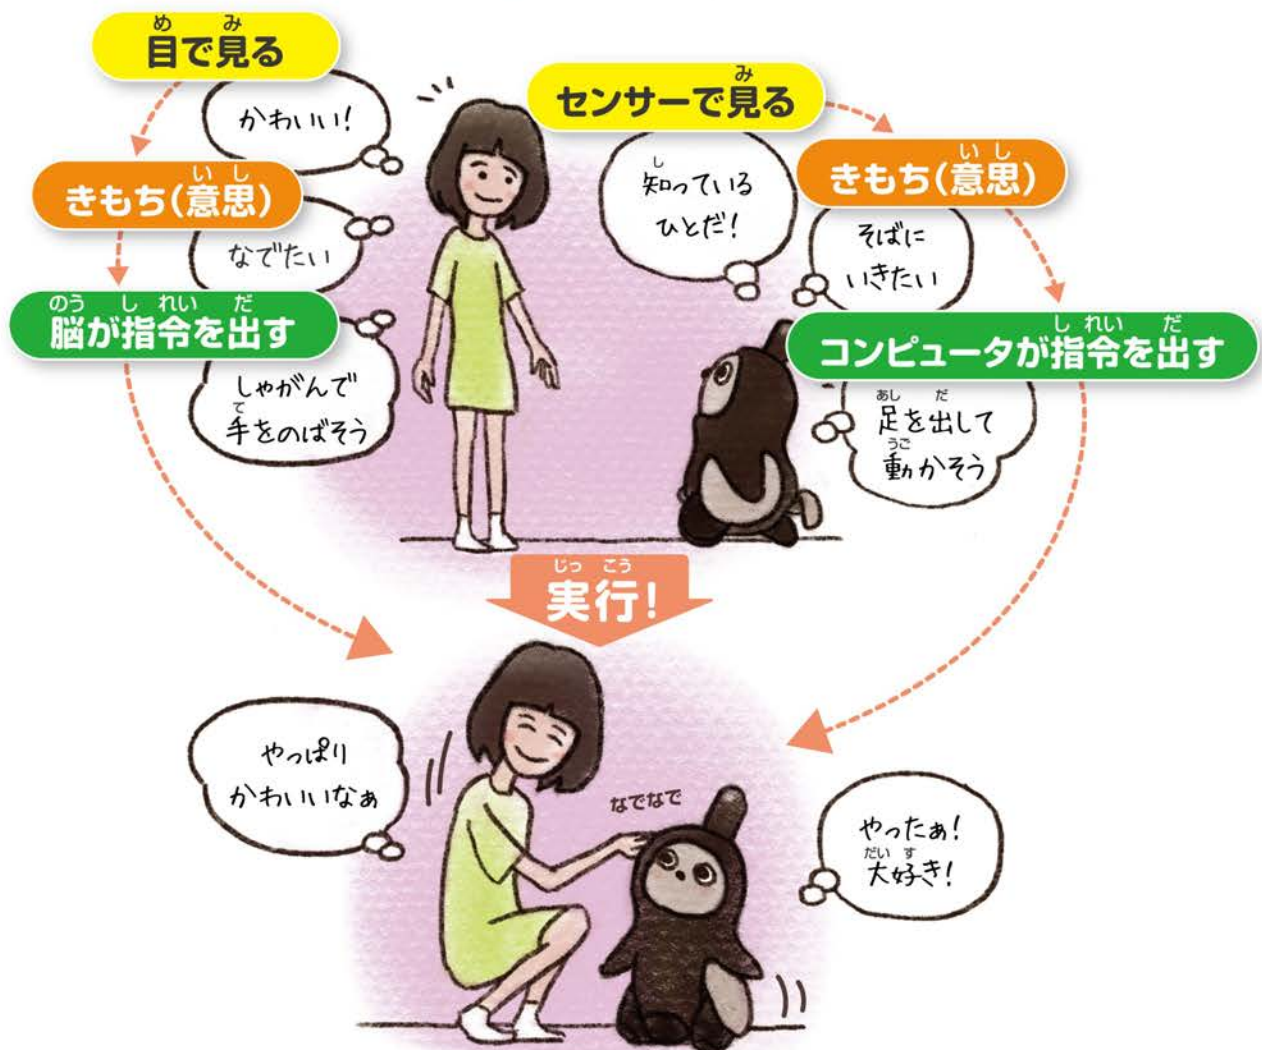 目で見る
かわいい!
きもち(意思)
なでたい
脳が指令を出す
しゃがんで
手をのばそう
センサーで見る
知っている
ひとだ!
きもち(意思)
そばに
いきたい
コンピュータが指令を出す
足を出して
動かそう
実行!
やっぱり
かわいいなぁ
なでなで
やったぁ!
大好き!